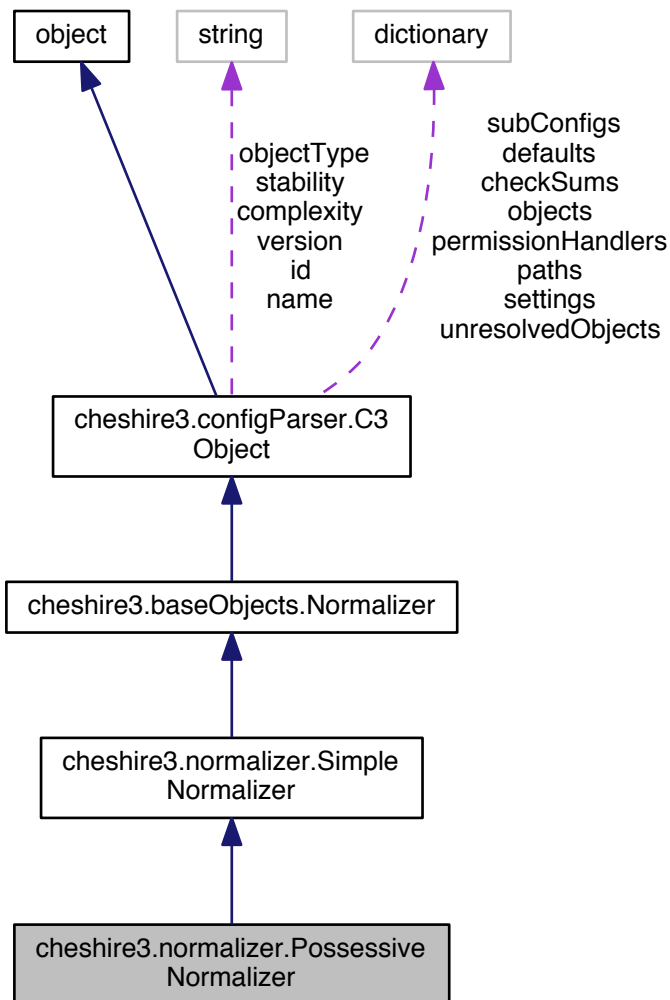 object
string
dictionary
objectType
stability
complexity
version
id
name
subConfigs
defaults
checkSums
objects
permissionHandlers
paths
settings
unresolvedObjects
cheshire3.configParser.C3
Object
cheshire3.baseObjects.Normalizer
cheshire3.normalizer.Simple
Normalizer
cheshire3.normalizer.Possessive
Normalizer